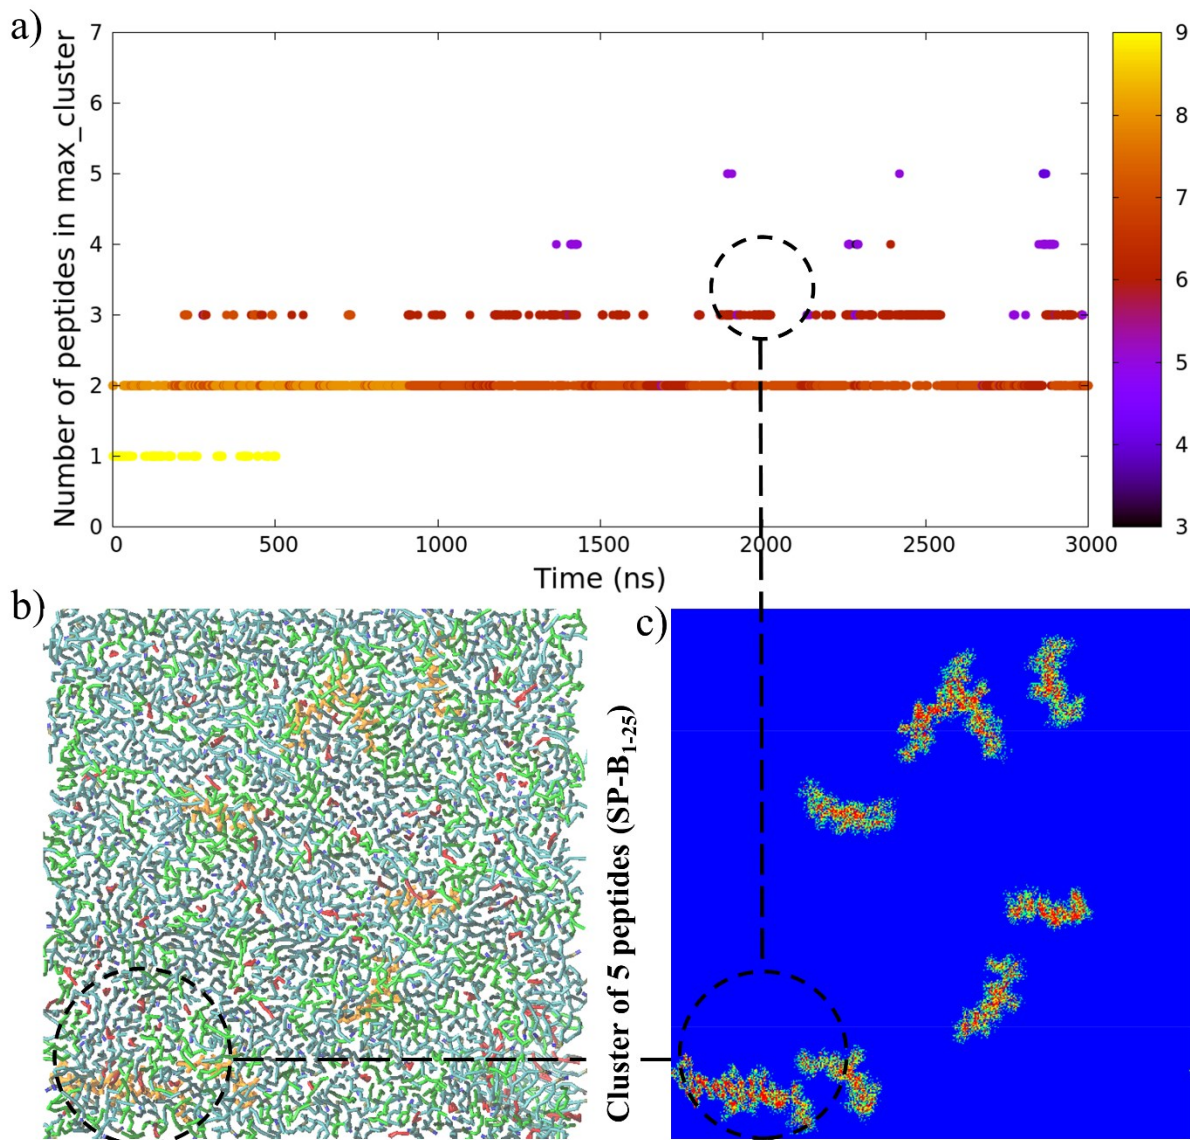 a)
Number of peptides in max_cluster
7
6
5
4
3
2
1
0
0 500 1000 1500 2000 2500 3000
Time (ns)
9
8
7
6
5
4
3
b)
c)
Cluster of 5 peptides (SP-B1-25)